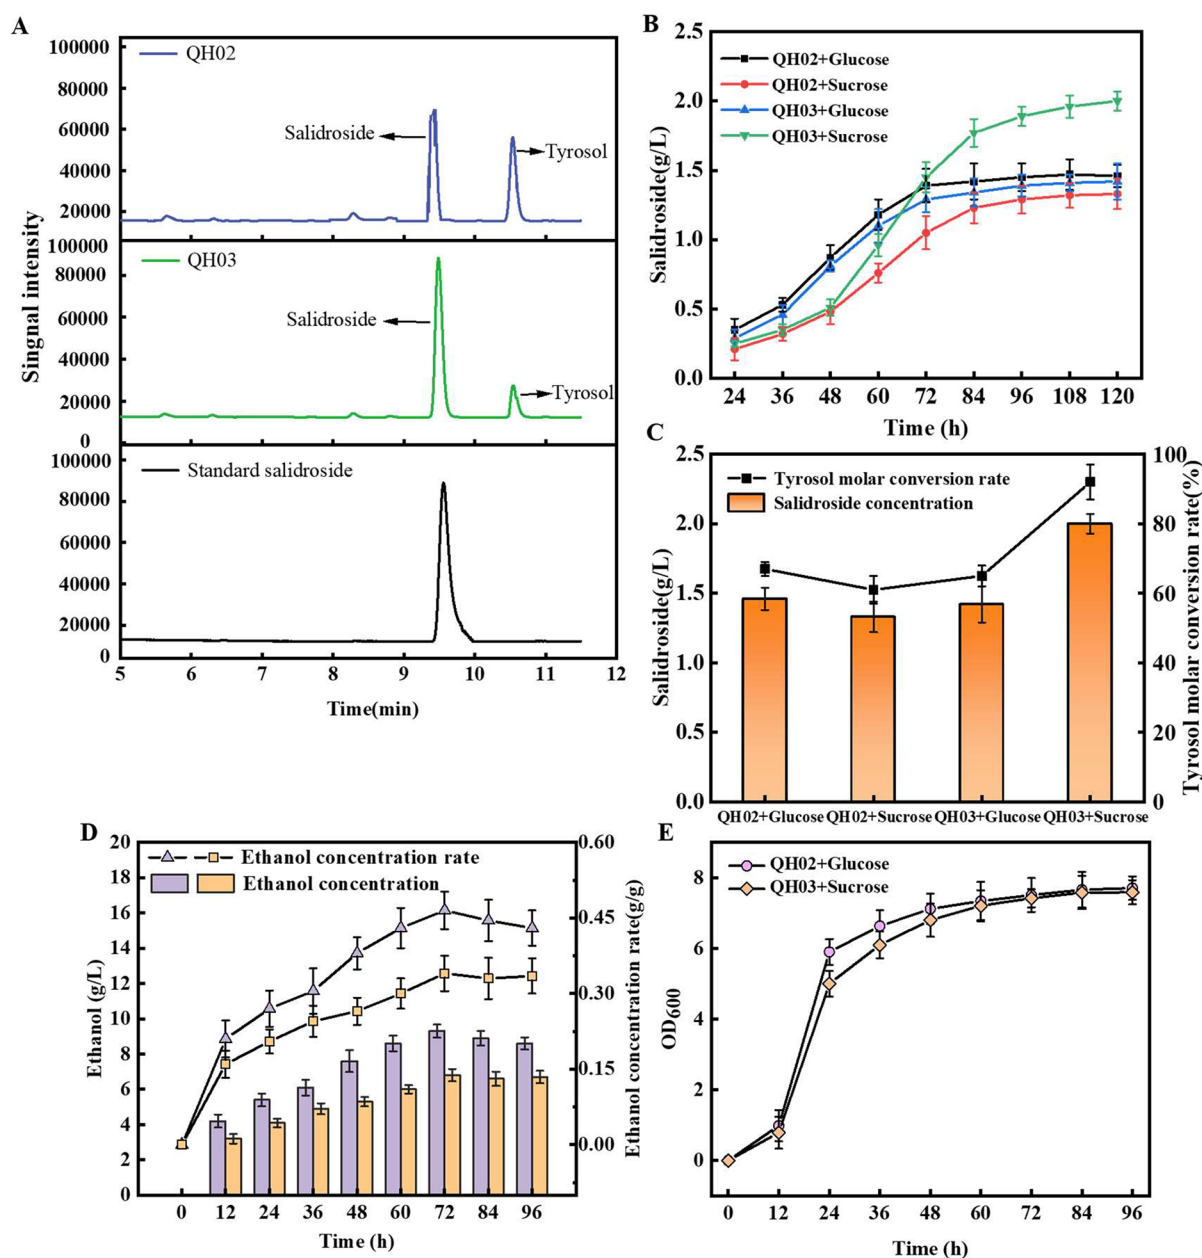 A
QH02
Salidroside
Tyrosol
100000
80000
60000
40000
20000
QH03
Salidroside
Tyrosol
100000
80000
60000
40000
20000
0
Standard salidroside
100000
80000
60000
40000
20000
0
Singnal intensity
5 6 7 8 9 10 11 12
Time(min)
B
QH02+Glucose
QH02+Sucrose
QH03+Glucose
QH03+Sucrose
2.5
2.0
1.5
1.0
0.5
0.0
Salidroside(g/L)
24 36 48 60 72 84 96 108 120
Time (h)
C
Tyrosol molar conversion rate
Salidroside concentration
2.5
2.0
1.5
1.0
0.5
0.0
Salidroside(g/L)
100
80
60
40
20
0
Tyrosol molar conversion rate(%)
QH02+Glucose QH02+Sucrose QH03+Glucose QH03+Sucrose
D
Ethanol concentration rate
Ethanol concentration
20
18
16
14
12
10
8
6
4
2
0
Ethanol (g/L)
0.60
0.45
0.30
0.15
0.00
Ethanol concentration rate(g/g)
0 12 24 36 48 60 72 84 96
Time (h)
E
QH02+Glucose
QH03+Sucrose
8
6
4
2
0
OD600
0 12 24 36 48 60 72 84 96
Time (h)